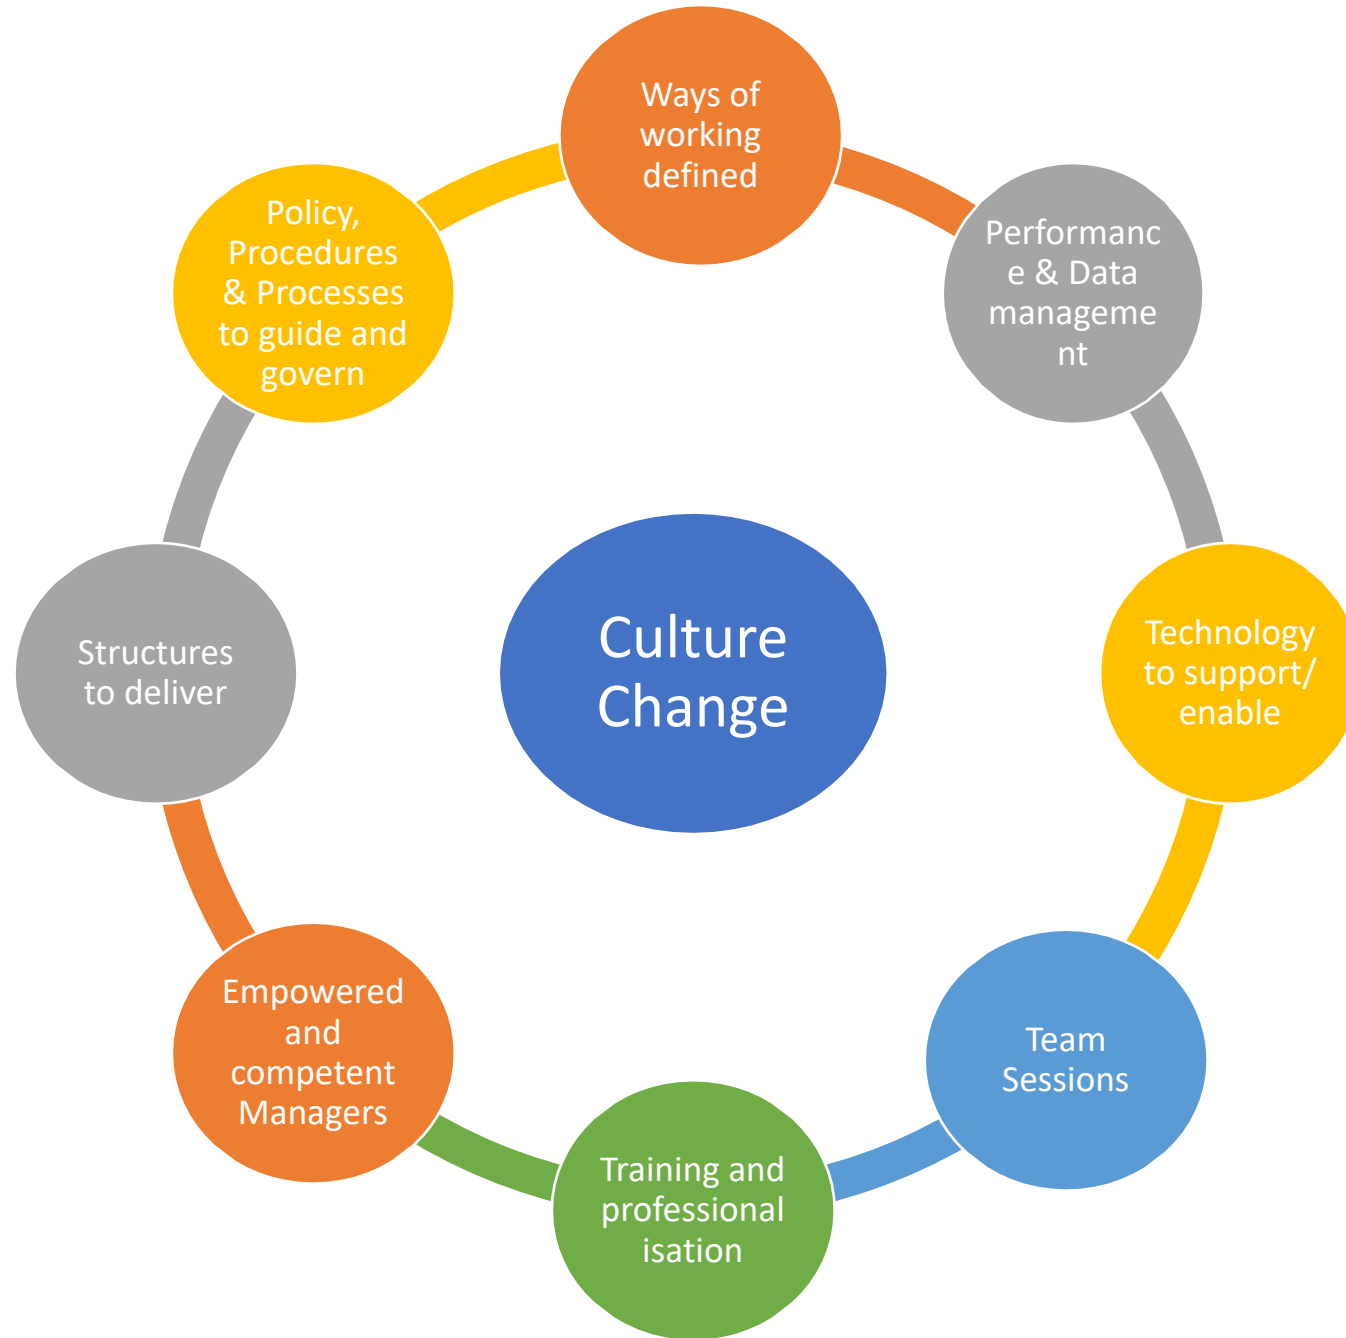 Ways of
working
defined
Performanc
e & Data
manageme
nt
Technology
to support/
enable
Team
Sessions
Training and
professional
isation
Empowered
and
competent
Managers
Structures
to deliver
Policy,
Procedures
& Processes
to guide and
govern
Culture
Change